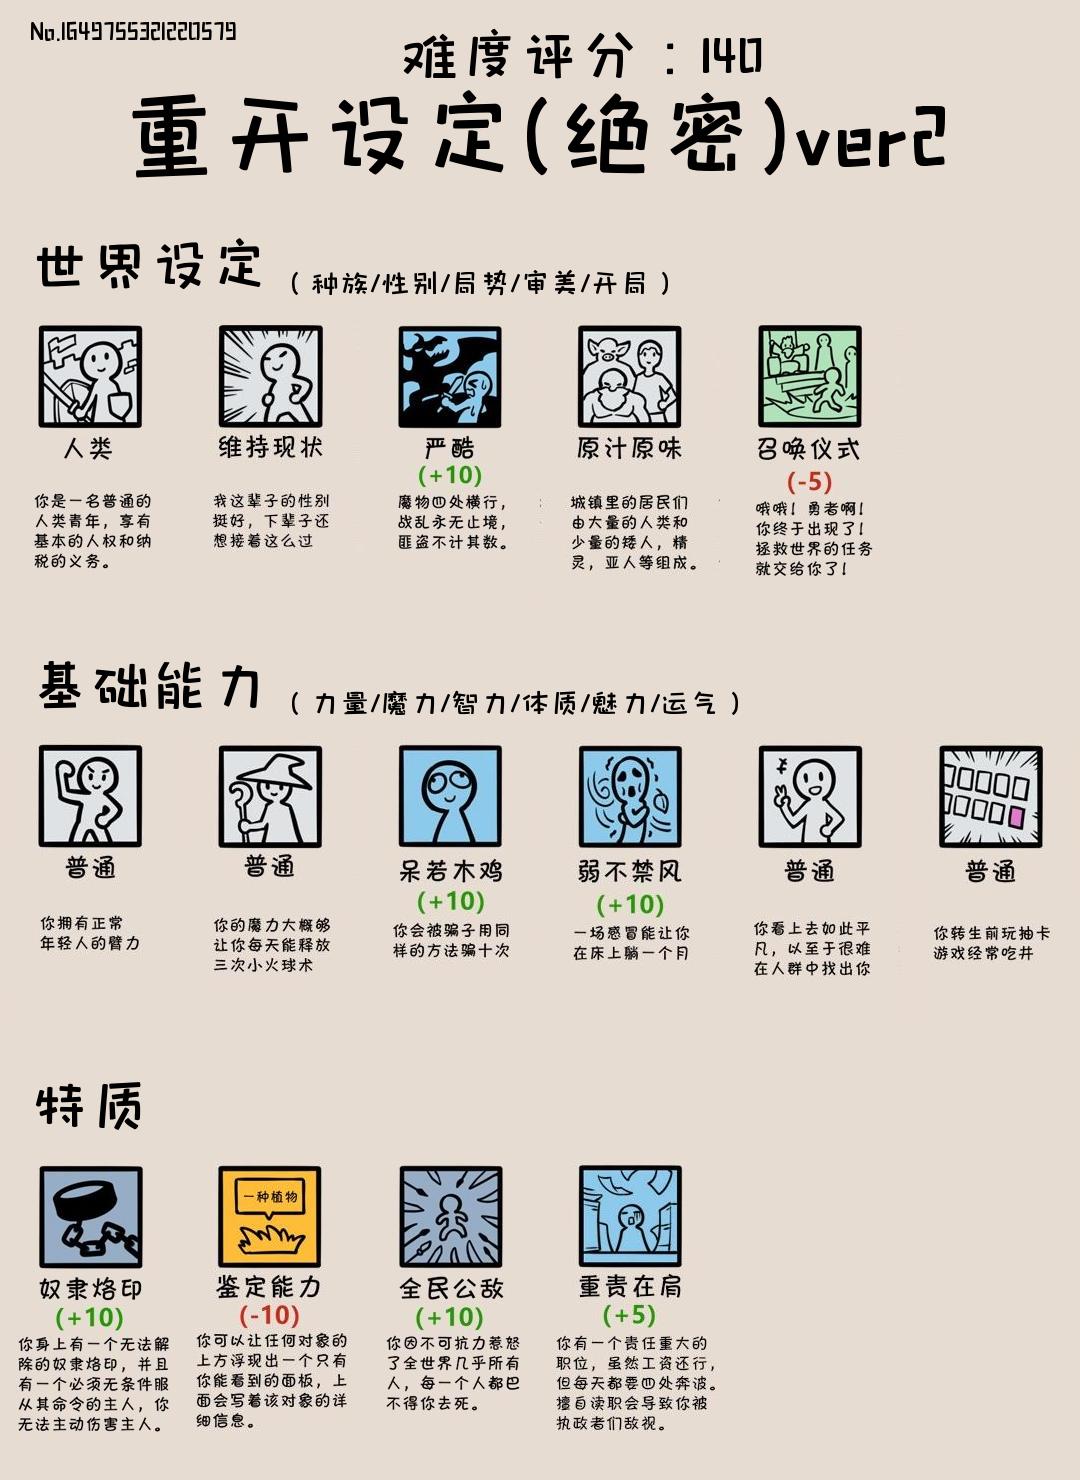 No.1649755321220579
难度评分：140
重开设定(绝密)ver2
世界设定 (种族/性别/局势/审美/开局)
人类
你是一名普通的
人类青年，享有
基本的人权和纳
税的义务。
维持现状
我这辈子的性别
挺好，下辈子还
想接着这么过
严酷
(+10)
魔物四处横行，
战乱永无止境，
匪盗不计其数。
原汁原味
城镇里的居民们
由大量的人类和
少量的矮人，精
灵，亚人等组成。
召唤仪式
(-5)
哦哦！勇者啊！
你终于出现了！
拯救世界的任务
就交给你了！
基础能力 (力量/魔力/智力/体质/魅力/运气)
普通
你拥有正常
年轻人的臂力
普通
你的魔力大概够
让你每天能释放
三次小火球术
呆若木鸡
(+10)
你会被骗子用同
样的方法骗十次
弱不禁风
(+10)
一场感冒能让你
在床上躺一个月
普通
你看上去如此平
凡，以至于很难
在人群中找出你
普通
你转生前玩抽卡
游戏经常吃井
特质
奴隶烙印
(+10)
你身上有一个无法解
除的奴隶烙印，并且
有一个必须无条件服
从其命令的主人，你
无法主动伤害主人。
一种植物
鉴定能力
(-10)
你可以让任何对象的
上方浮现出一个只有
你能看到的面板，上
面会写着该对象的详
细信息。
全民公敌
(+10)
你因不可抗力惹怒
了全世界几乎所有
人，每一个人都巴
不得你去死。
重责在肩
(+5)
你有一个责任重大的
职位，虽然工资还行，
但每天都要四处奔波。
擅自渎职会导致你被
执政者们敌视。